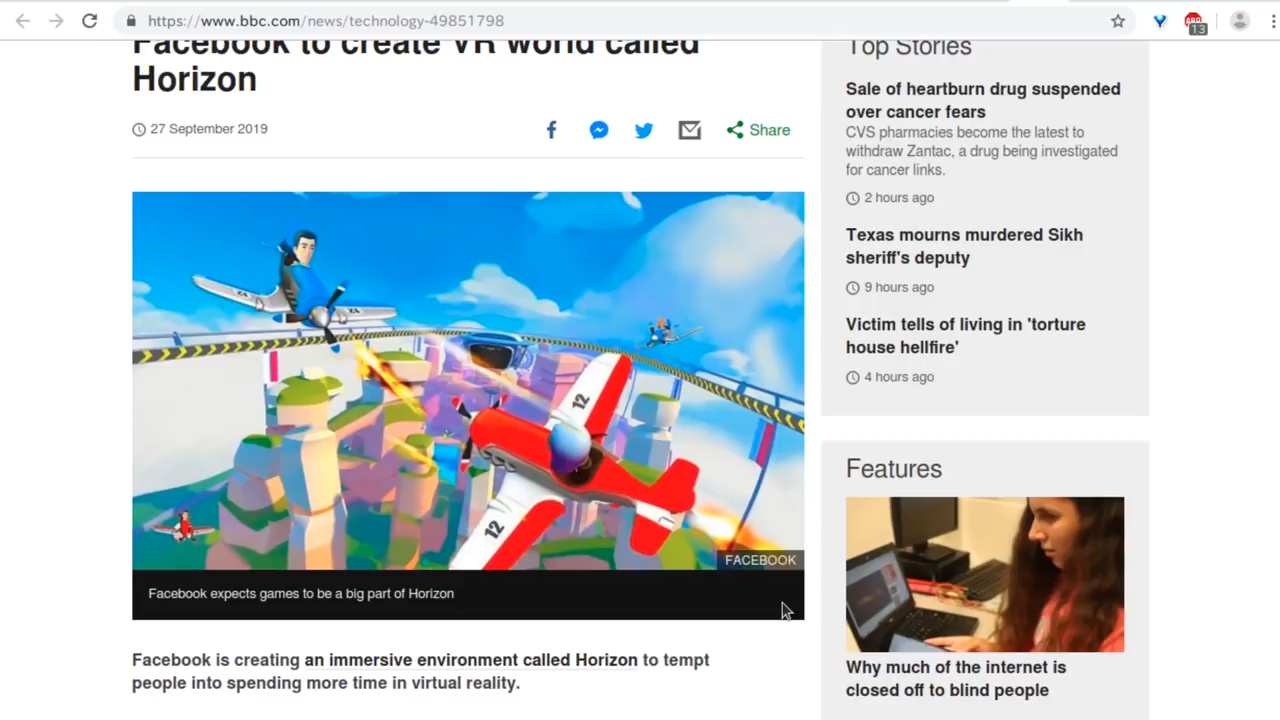 https://www.bbc.com/news/technology-49851798
13
Facebook to create VR world called
Horizon
27 September 2019
Share
12
12
FACEBOOK
Facebook expects games to be a big part of Horizon
Facebook is creating an immersive environment called Horizon to tempt
people into spending more time in virtual reality.
Top Stories
Sale of heartburn drug suspended
over cancer fears
CVS pharmacies become the latest to
withdraw Zantac, a drug being investigated
for cancer links.
2 hours ago
Texas mourns murdered Sikh
sheriff's deputy
9 hours ago
Victim tells of living in 'torture
house hellfire'
4 hours ago
Features
Why much of the internet is
closed off to blind people